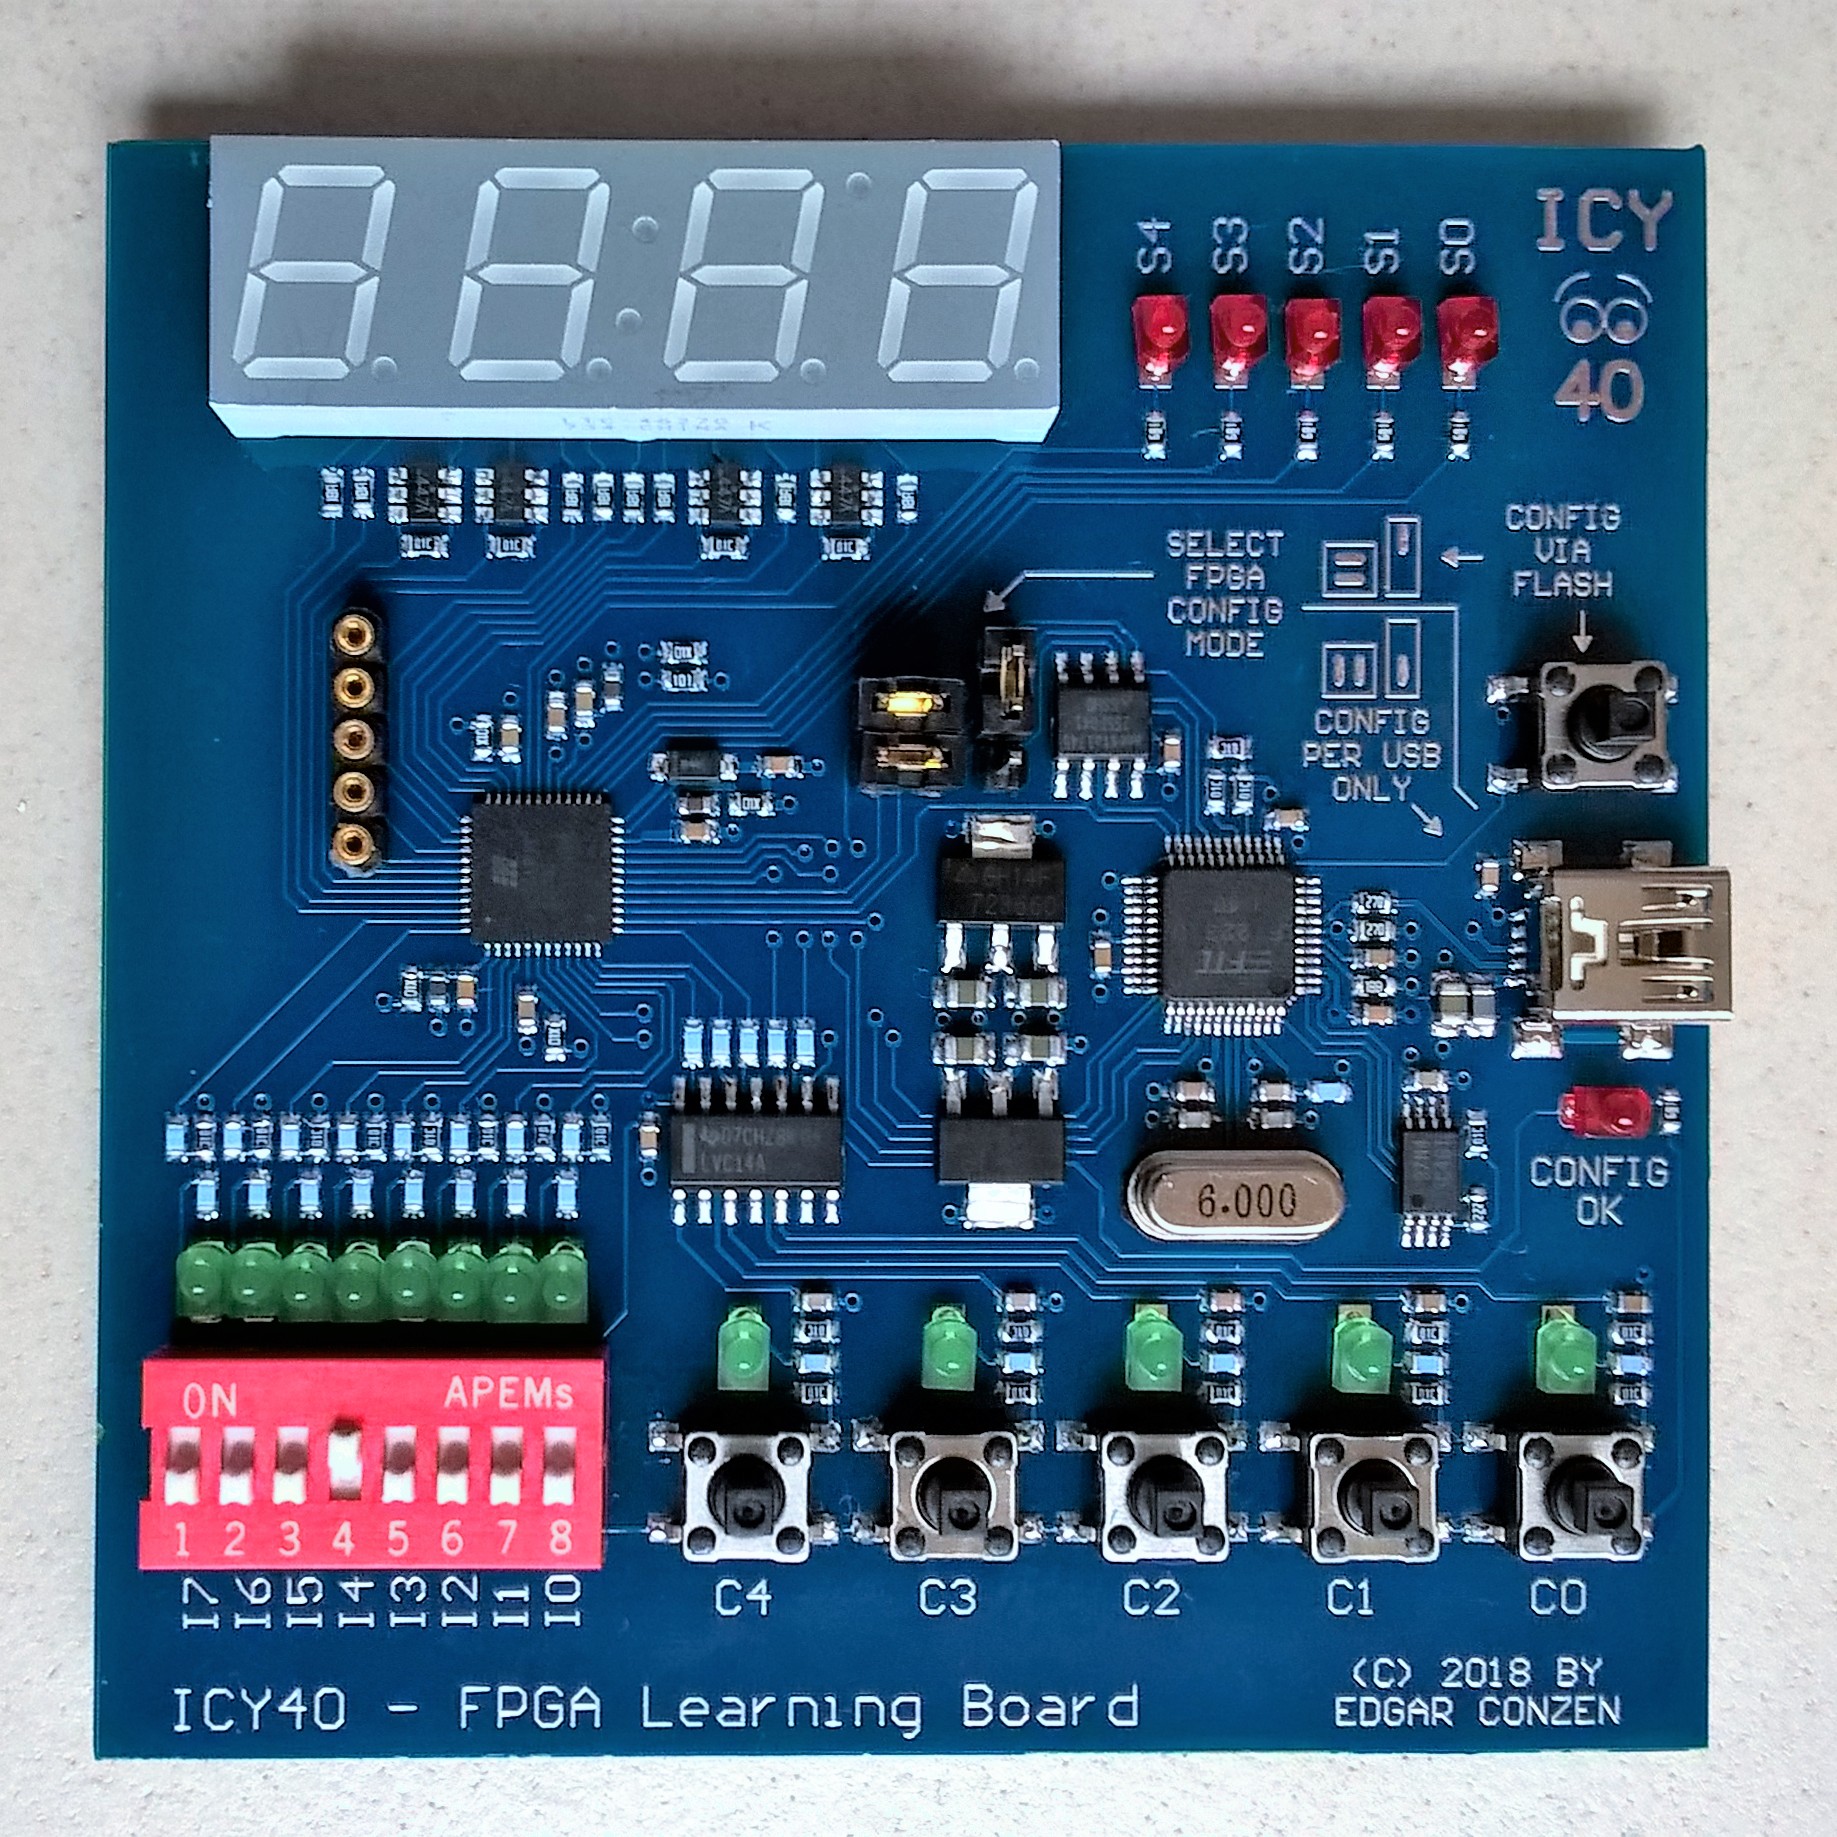 ICY
40
S4 S3 S2 S1 S0
SELECT
FPGA
CONFIG
MODE
CONFIG
VIA
FLASH
CONFIG
PER USB
ONLY
LVC14A
6.000
CONFIG
OK
ON APEMs
1 2 3 4 5 6 7 8
I7 I6 I5 I4 I3 I2 I1 I0
C4 C3 C2 C1 C0
ICY40 - FPGA Learning Board
(C) 2018 BY
EDGAR CONZEN